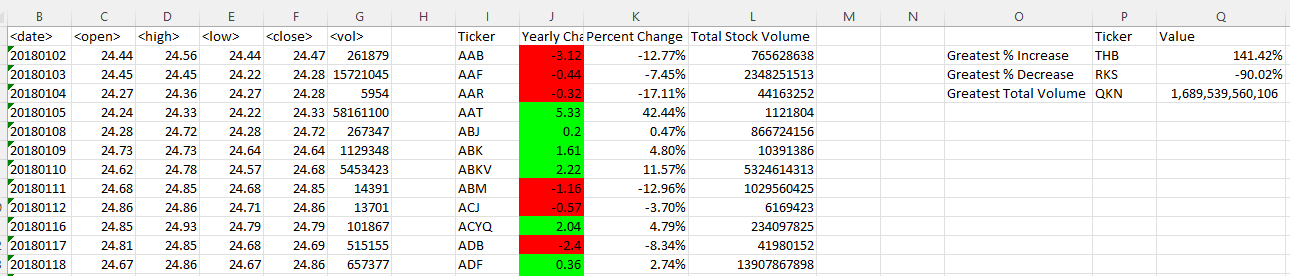 B C D E F G H I J K L M N O P Q
<date> <open> <high> <low> <close> <vol> Ticker Yearly Cha Percent Change Total Stock Volume Ticker Value
20180102 24.44 24.56 24.44 24.47 261879 AAB -3.12 -12.77% 765628638 Greatest % Increase THB 141.42%
20180103 24.45 24.45 24.22 24.28 15721045 AAF -0.44 -7.45% 2348251513 Greatest % Decrease RKS -90.02%
20180104 24.27 24.36 24.27 24.28 5954 AAR -0.32 -17.11% 44163252 Greatest Total Volume QKN 1,689,539,560,106
20180105 24.24 24.33 24.22 24.33 58161100 AAT 5.33 42.44% 1121804
20180108 24.28 24.72 24.28 24.72 267347 ABJ 0.2 0.47% 866724156
20180109 24.73 24.73 24.64 24.64 1129348 ABK 1.61 4.80% 10391386
20180110 24.62 24.78 24.57 24.68 5453423 ABKV 2.22 11.57% 5324614313
20180111 24.68 24.85 24.68 24.85 14391 ABM -1.16 -12.96% 1029560425
20180112 24.86 24.86 24.71 24.86 13701 ACJ -0.57 -3.70% 6169423
20180116 24.85 24.93 24.79 24.79 101867 ACYQ 2.04 4.79% 234097825
20180117 24.81 24.85 24.68 24.69 515155 ADB -2.4 -8.34% 41980152
20180118 24.67 24.86 24.67 24.86 657377 ADF 0.36 2.74% 13907867898